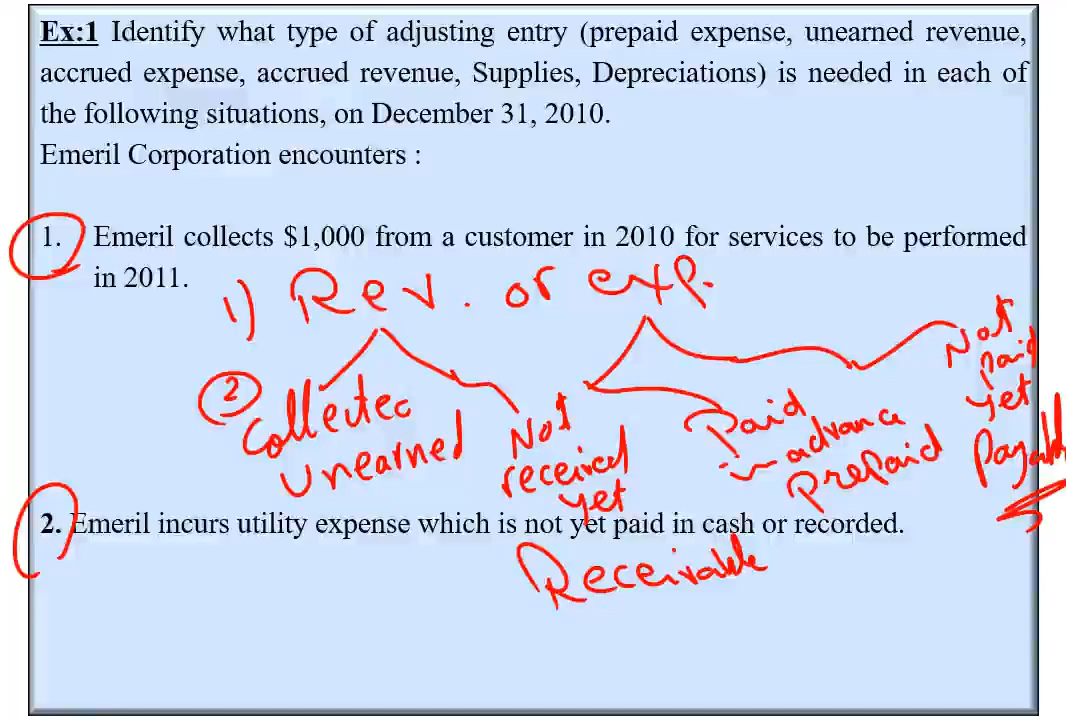 Ex:1 Identify what type of adjusting entry (prepaid expense, unearned revenue,
accrued expense, accrued revenue, Supplies, Depreciations) is needed in each of
the following situations, on December 31, 2010.
Emeril Corporation encounters :
1. Emeril collects $1,000 from a customer in 2010 for services to be performed
in 2011.
1) Rev. or exp.
2 Collected
unearned
Not
received
yet
Receivable
Paid
in advance
prepaid
Not
paid
yet
payable
2. Emeril incurs utility expense which is not yet paid in cash or recorded.